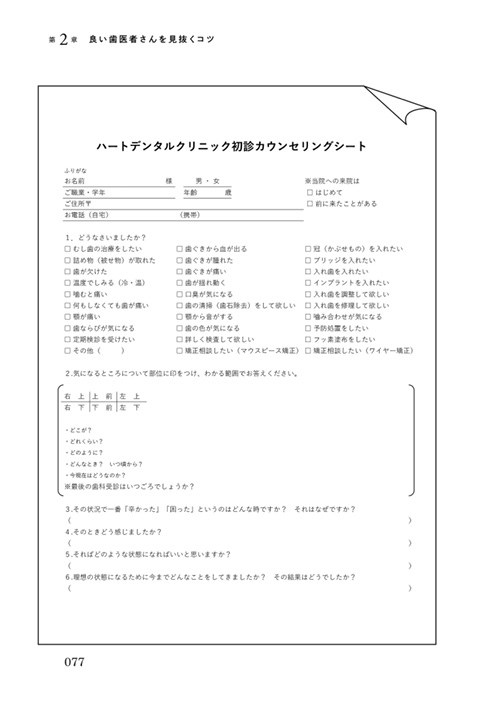 第2章 良い歯医者さんを見抜くコツ
ハートデンタルクリニック初診カウンセリングシート
ふりがな
お名前 様 男・女 ※当院への来院は
ご職業・学年 年齢 歳 □ はじめて
ご住所〒 □ 前に来たことがある
お電話（自宅） （携帯）
1．どうなさいましたか？
□ むし歯の治療をしたい □ 歯ぐきから血が出る □ 冠（かぶせもの）を入れたい
□ 詰め物（被せ物）が取れた □ 歯ぐきが腫れた □ ブリッジを入れたい
□ 歯が欠けた □ 歯ぐきが痛い □ 入れ歯を入れたい
□ 温度でしみる（冷・温） □ 歯が揺れ動く □ インプラントを入れたい
□ 噛むと痛い □ 口臭が気になる □ 入れ歯を調整して欲しい
□ 何もしなくても歯が痛い □ 歯の清掃（歯石除去）をして欲しい □ 入れ歯を修理して欲しい
□ 顎が痛い □ 顎から音がする □ 噛み合わせが気になる
□ 歯ならびが気になる □ 歯の色が気になる □ 予防処置をしたい
□ 定期検診を受けたい □ 詳しく検査して欲しい □ フッ素塗布をしたい
□ その他（ ） □ 矯正相談したい（マウスピース矯正） □ 矯正相談したい（ワイヤー矯正）
2.気になるところについて部位に印をつけ、わかる範囲でお答えください。
右 上 上 前 左 上
右 下 下 前 左 下
・どこが？
・どれくらい？
・どのように？
・どんなとき？ いつ頃から？
・今現在はどうなのか？
※最後の歯科受診はいつごろでしょうか？
3.その状況で一番「辛かった」「困った」というのはどんな時ですか？ それはなぜですか？
（ ）
4.そのときどう感じましたか？
（ ）
5.それはどのような状態になればいいと思いますか？
（ ）
6.理想の状態になるために今までどんなことをしてきましたか？ その結果はどうでしたか？
（ ）
077